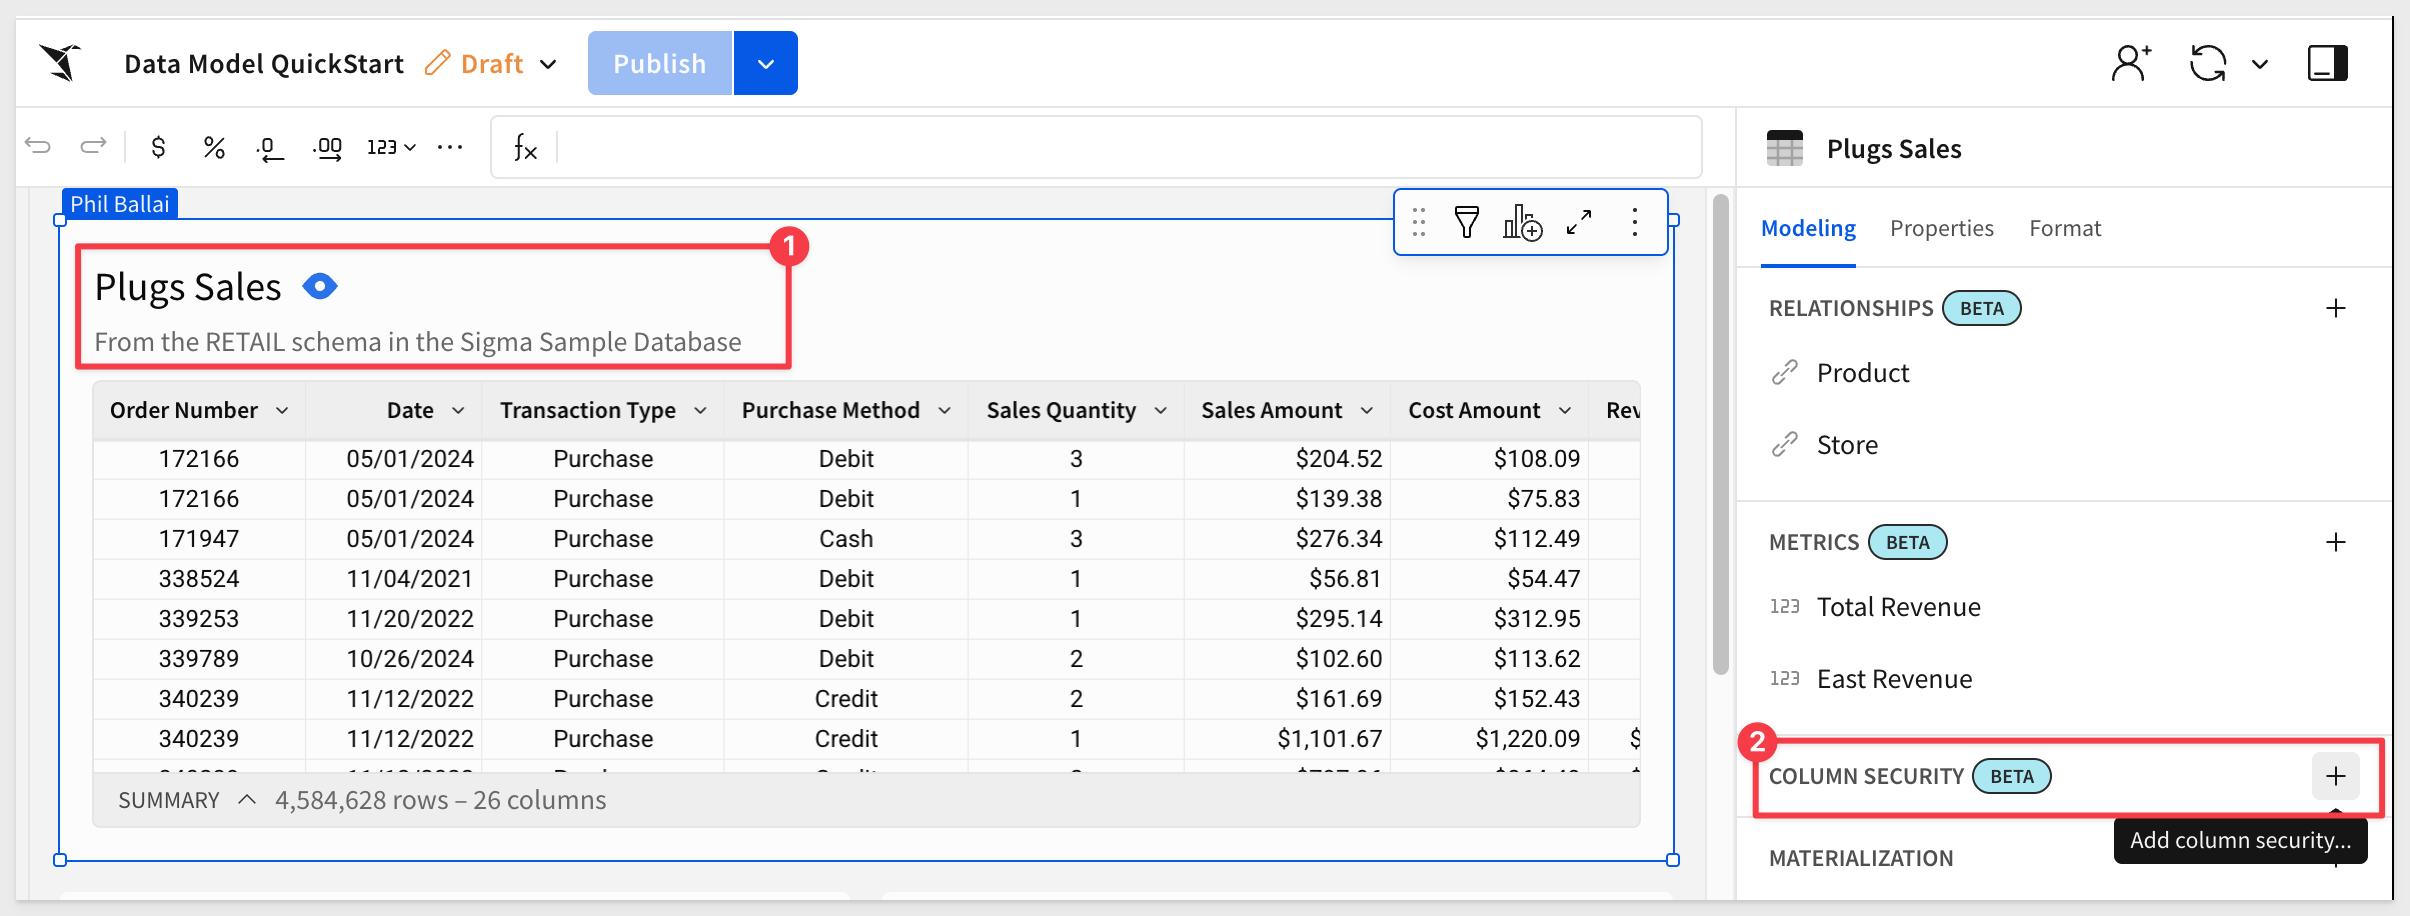 Data Model QuickStart Draft Publish
$ % .0 .00 123 ... fx
Plugs Sales
Phil Ballai
Modeling Properties Format
1
Plugs Sales
From the RETAIL schema in the Sigma Sample Database
Order Number Date Transaction Type Purchase Method Sales Quantity Sales Amount Cost Amount Rev
172166 05/01/2024 Purchase Debit 3 $204.52 $108.09
172166 05/01/2024 Purchase Debit 1 $139.38 $75.83
171947 05/01/2024 Purchase Cash 3 $276.34 $112.49
338524 11/04/2021 Purchase Debit 1 $56.81 $54.47
339253 11/20/2022 Purchase Debit 1 $295.14 $312.95
339789 10/26/2024 Purchase Debit 2 $102.60 $113.62
340239 11/12/2022 Purchase Credit 2 $161.69 $152.43
340239 11/12/2022 Purchase Credit 1 $1,101.67 $1,220.09 $
SUMMARY 4,584,628 rows – 26 columns
RELATIONSHIPS BETA
Product
Store
METRICS BETA
123 Total Revenue
123 East Revenue
2
COLUMN SECURITY BETA
Add column security...
MATERIALIZATION